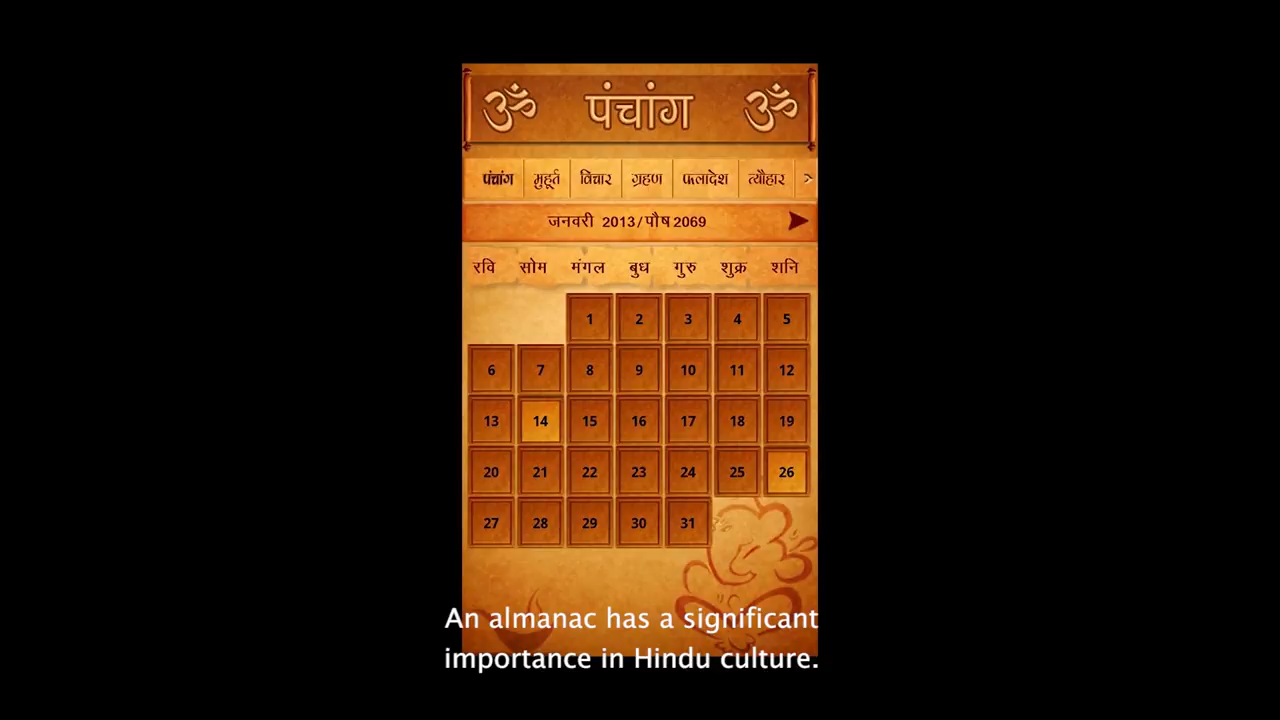 ॐ पंचांग ॐ
पंचांग मुहूर्त विचार ग्रहण फलादेश त्यौहार >
जनवरी 2013/पौष 2069
रवि सोम मंगल बुध गुरु शुक्र शनि
1 2 3 4 5
6 7 8 9 10 11 12
13 14 15 16 17 18 19
20 21 22 23 24 25 26
27 28 29 30 31
An almanac has a significant
importance in Hindu culture.